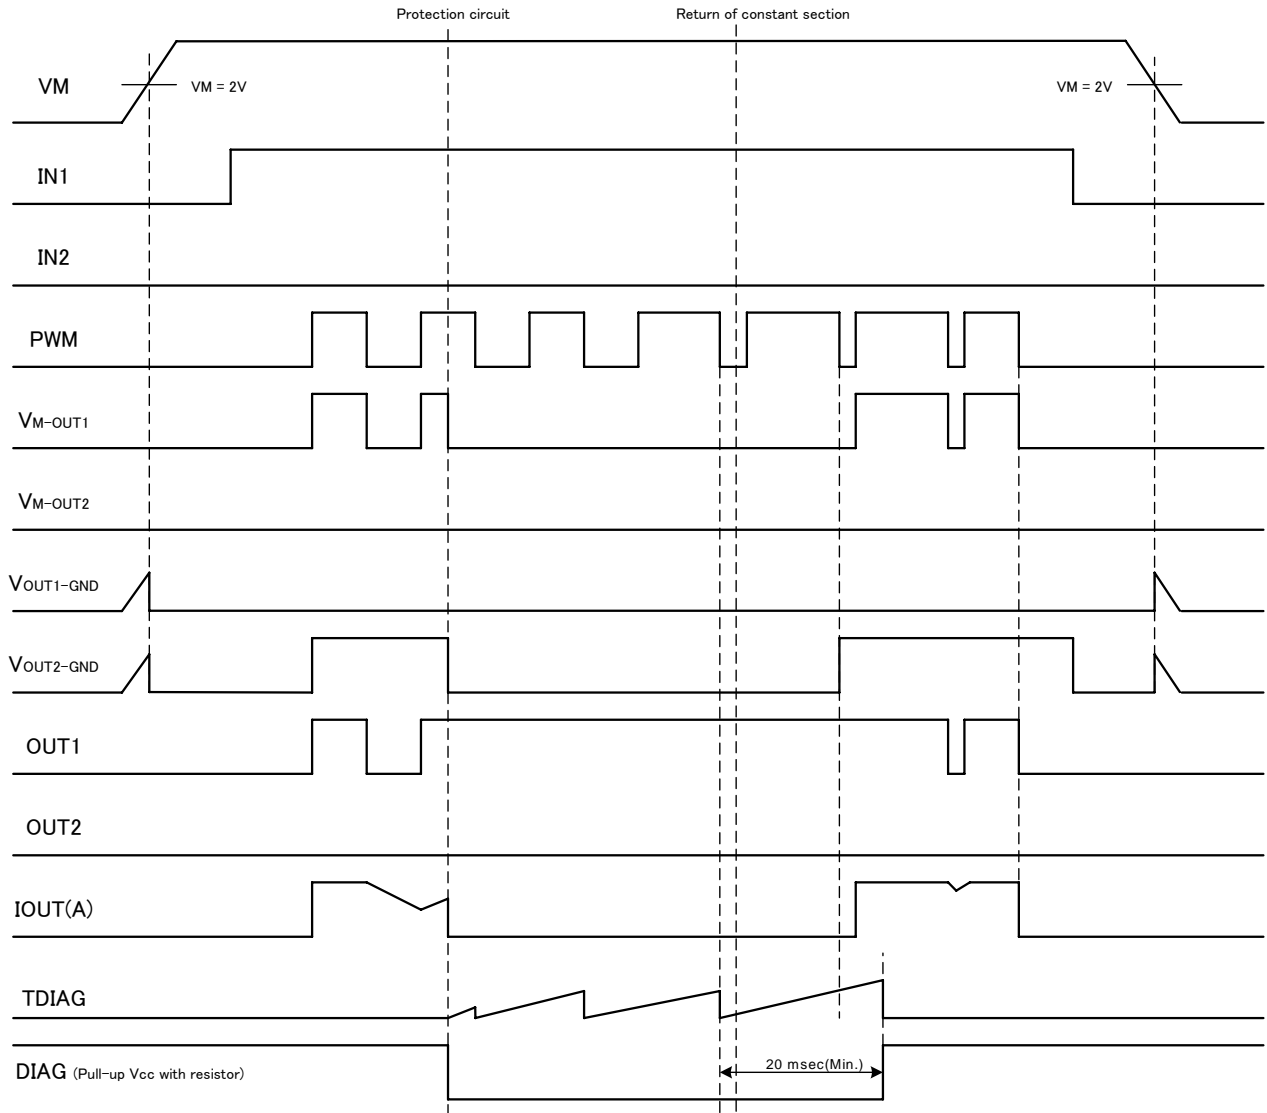 Protection circuit Return of constant section
VM VM = 2V VM = 2V
IN1
IN2
PWM
VM-OUT1
VM-OUT2
VOUT1-GND
VOUT2-GND
OUT1
OUT2
IOUT(A)
TDIAG
20 msec(Min.)
DIAG (Pull-up Vcc with resistor)